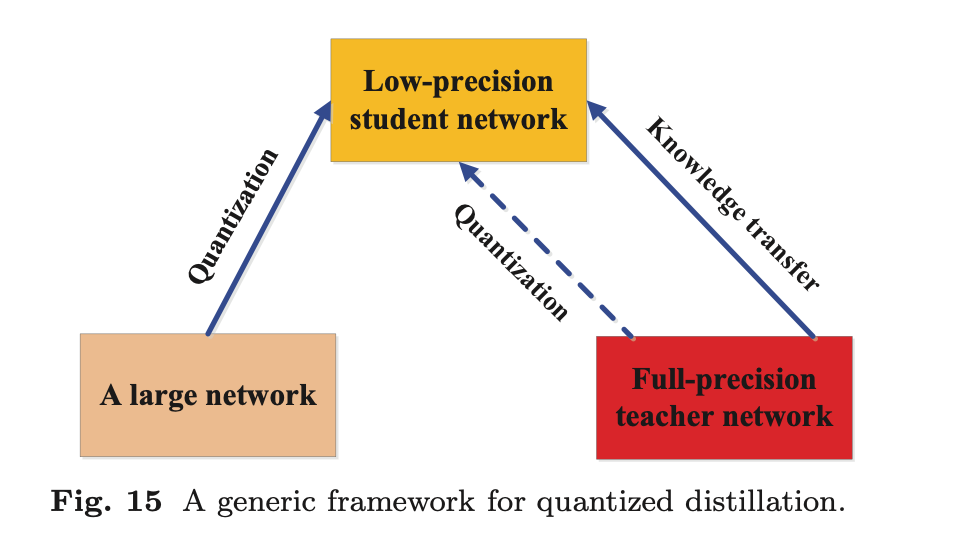 Low-precision
student network
Quantization
Knowledge transfer
Quantization
A large network
Full-precision
teacher network
Fig. 15 A generic framework for quantized distillation.